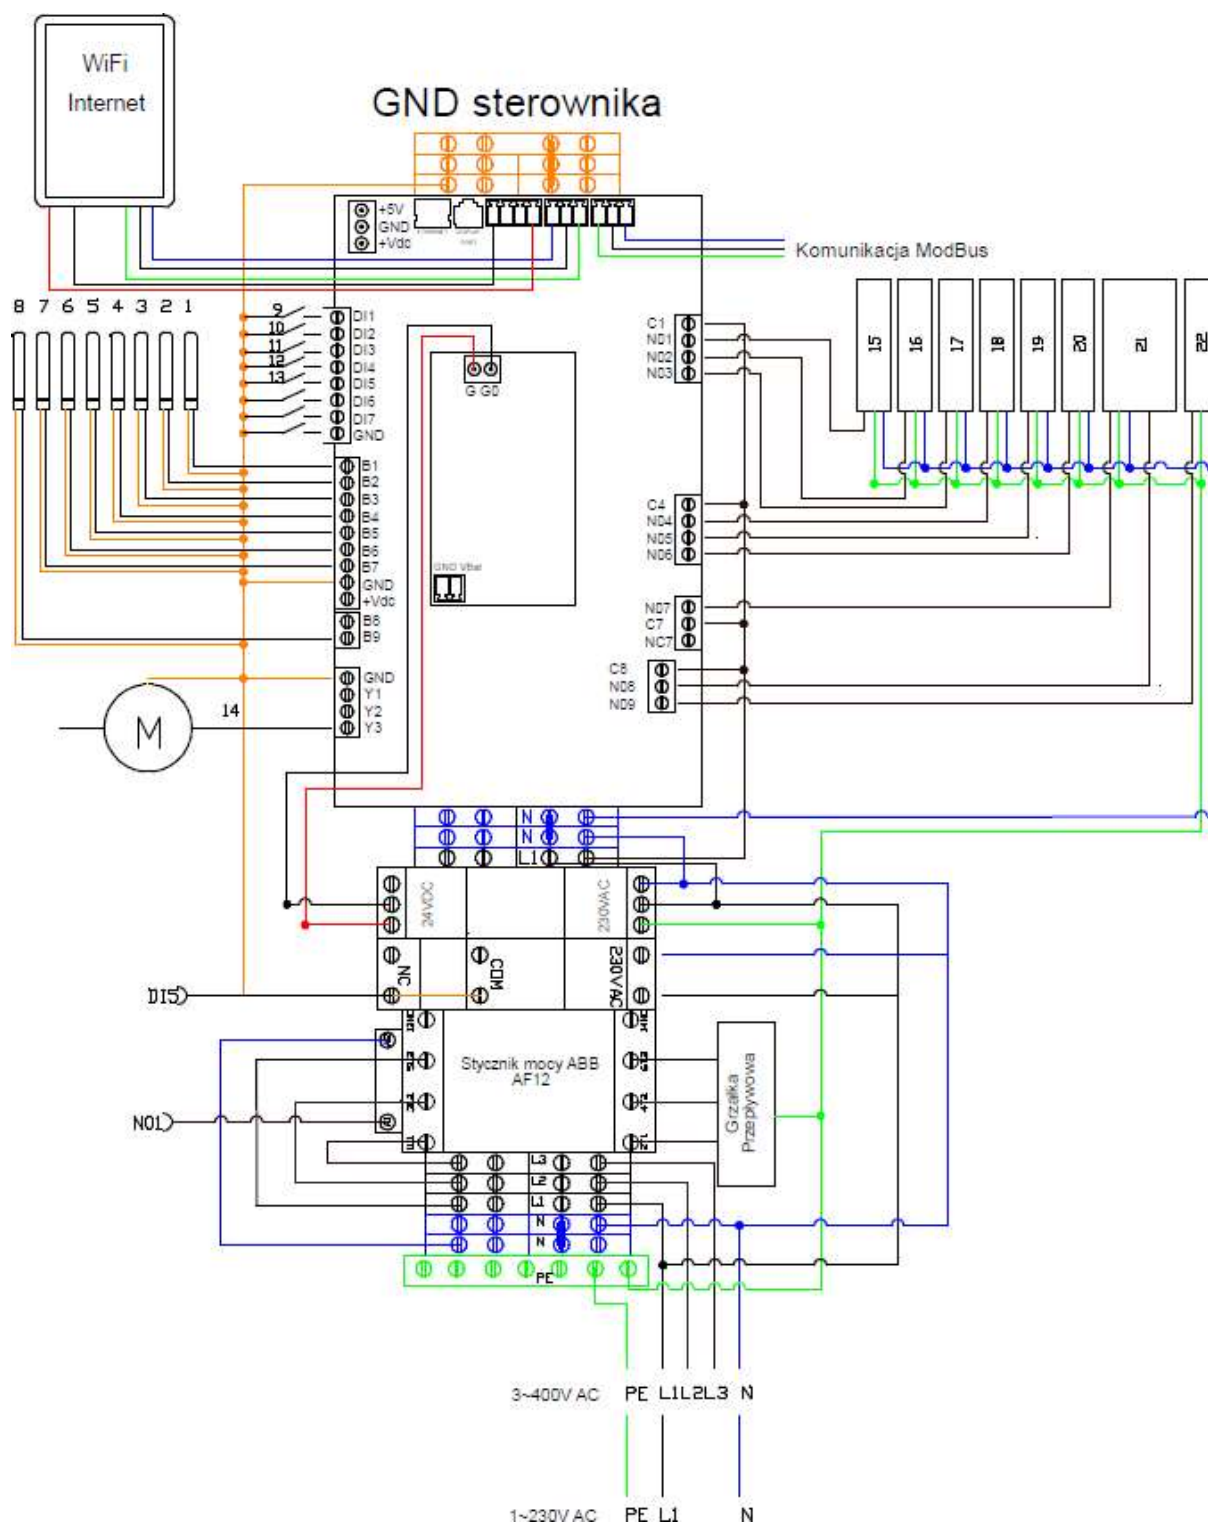 WiFi
Internet
GND sterownika
+5V
GND
+Vdc
Komunikacja ModBus
8 7 6 5 4 3 2 1
9
10
11
12
13
DI1
DI2
DI3
DI4
DI5
DI6
DI7
GND
G G0
C1
NO1
NO2
NO3
15 16 17 18 19 20 21 22
B1
B2
B3
B4
B5
B6
B7
GND
+Vdc
B8
B9
GND VBat
C4
NO4
NO5
NO6
NO7
C7
NC7
C8
NO8
NO9
GND
Y1
Y2
Y3
14
M
N
N
L1
24VDC
230VAC
NC
COM
230VAC
DI5
NO1
Stycznik mocy ABB
AF12
Grzałka
Przepływowa
L3
L2
L1
N
N
PE
3~400V AC PE L1 L2 L3 N
1~230V AC PE L1 N